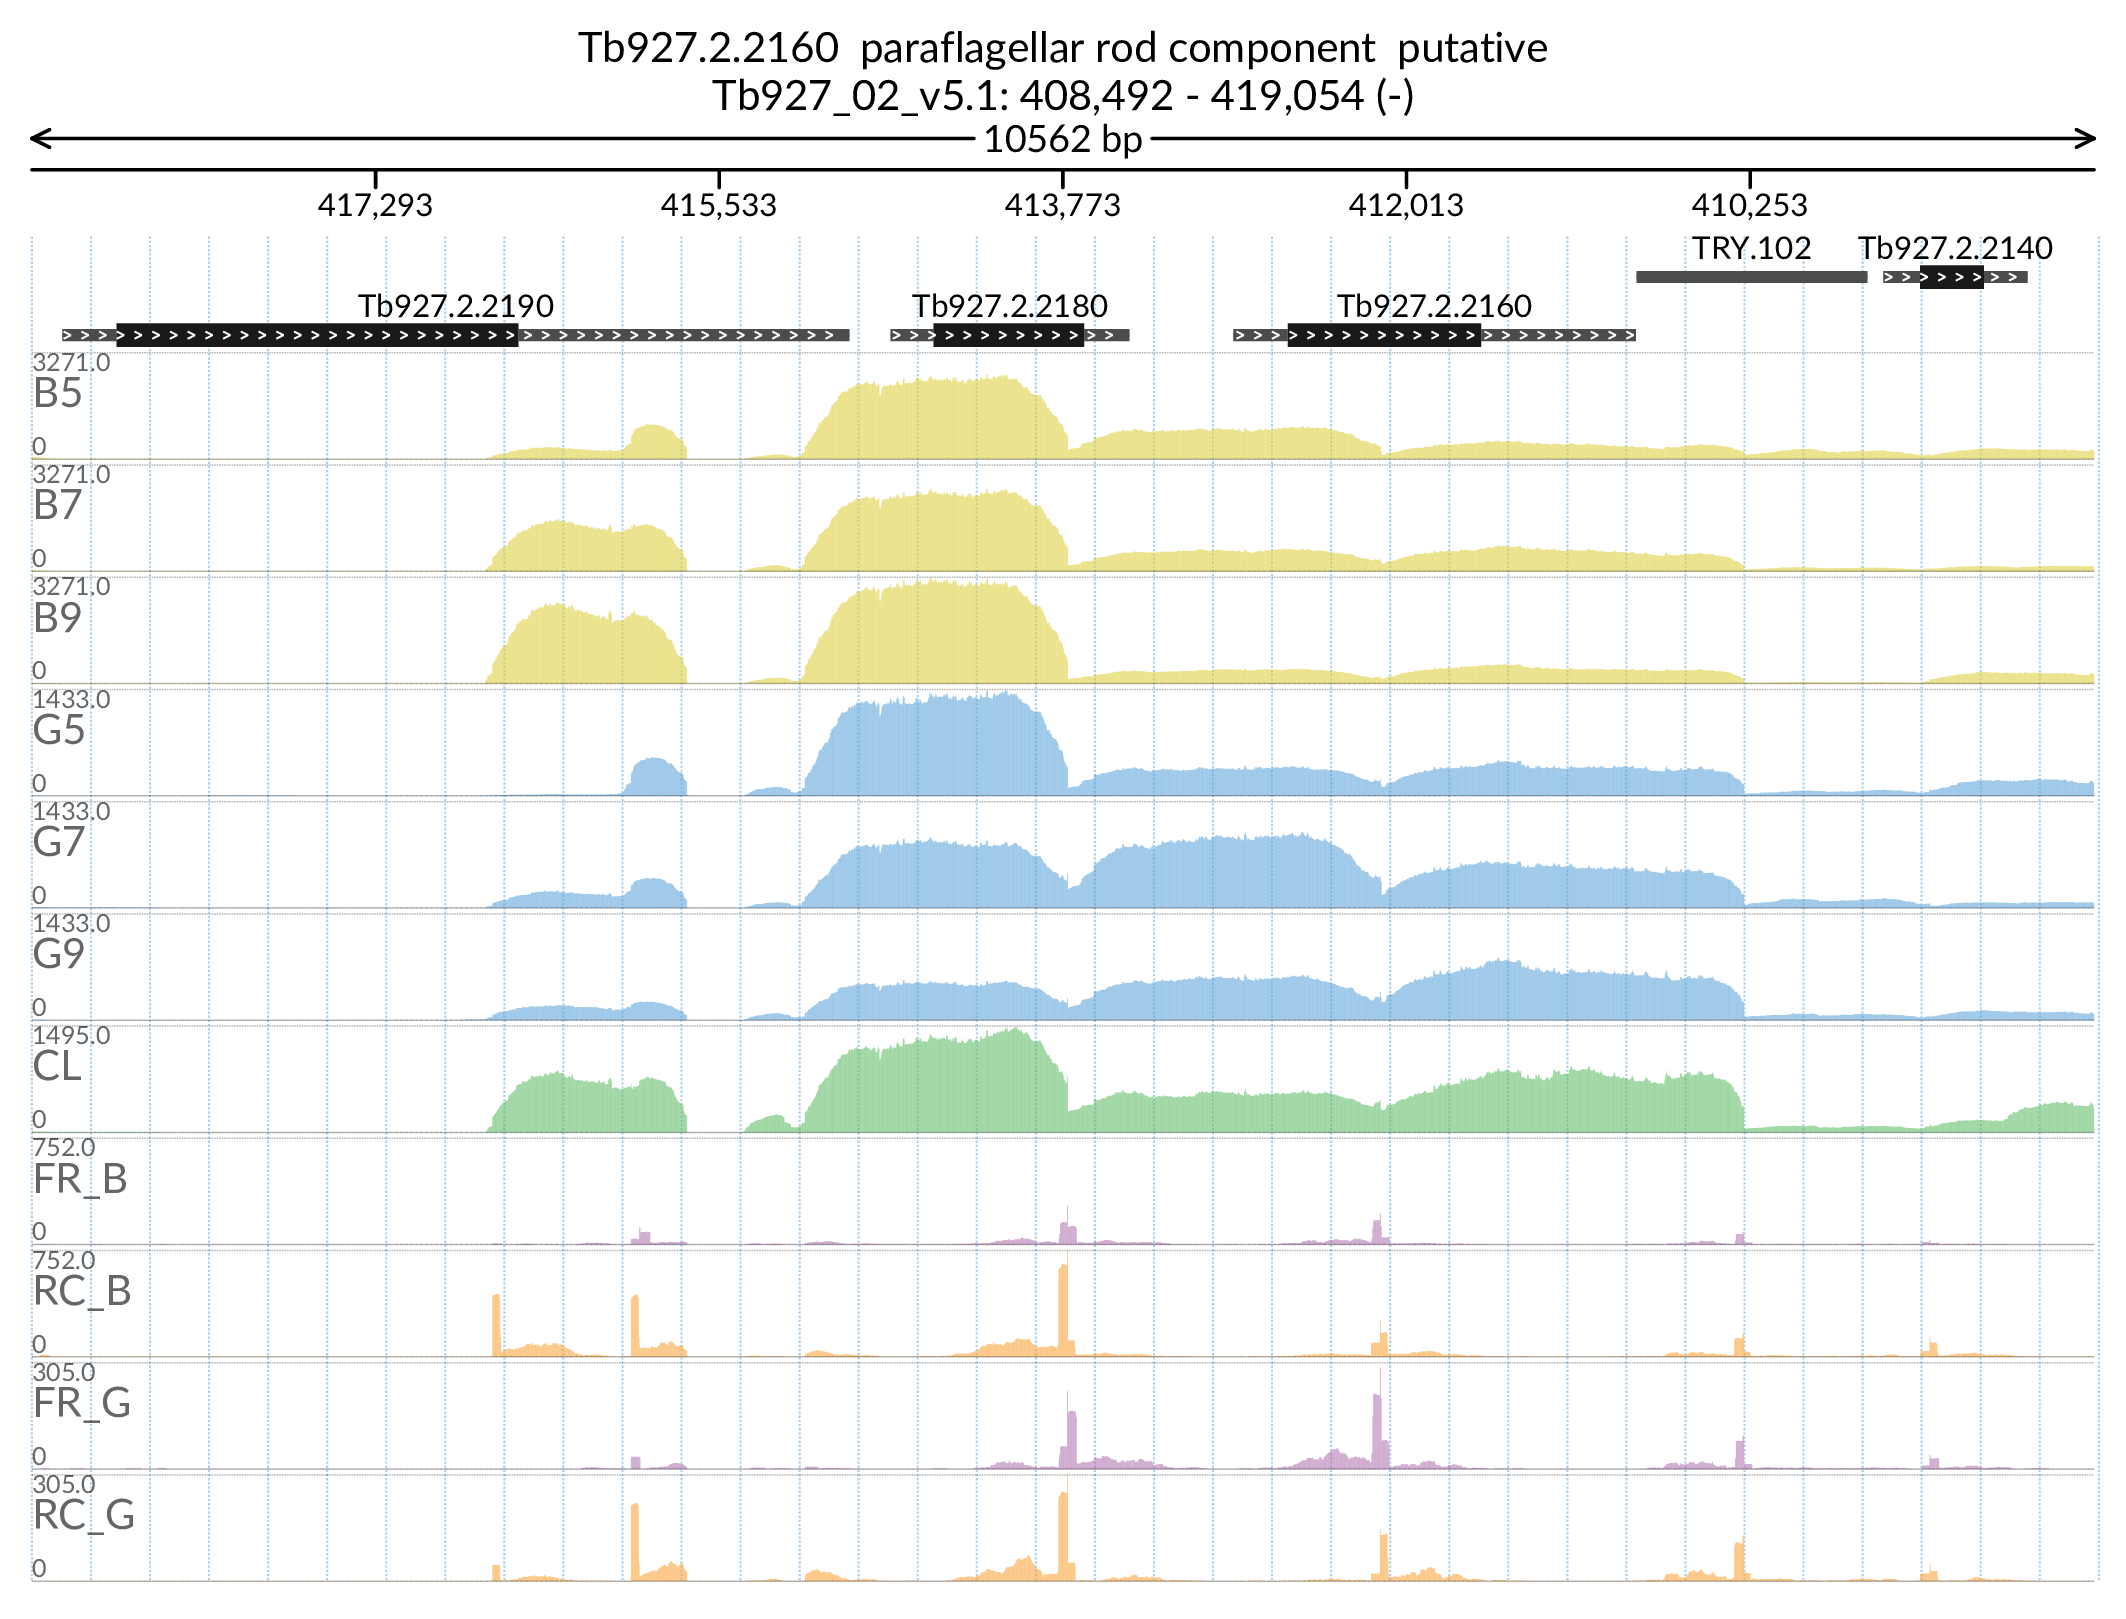 Tb927.2.2160  paraflagellar rod component  putative
Tb927_02_v5.1: 408,492 - 419,054 (-)
10562 bp
417,293 415,533 413,773 412,013 410,253
TRY.102 Tb927.2.2140
Tb927.2.2190 Tb927.2.2180 Tb927.2.2160
3271.0
B5
0
3271.0
B7
0
3271.0
B9
0
1433.0
G5
0
1433.0
G7
0
1433.0
G9
0
1495.0
CL
0
752.0
FR_B
0
752.0
RC_B
0
305.0
FR_G
0
305.0
RC_G
0